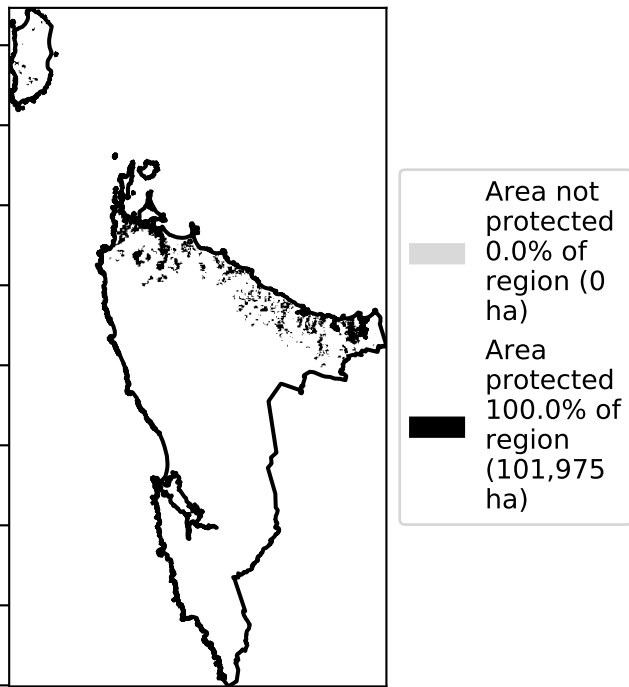 Area not
protected
0.0% of
region (0
ha)
Area
protected
100.0% of
region
(101,975
ha)